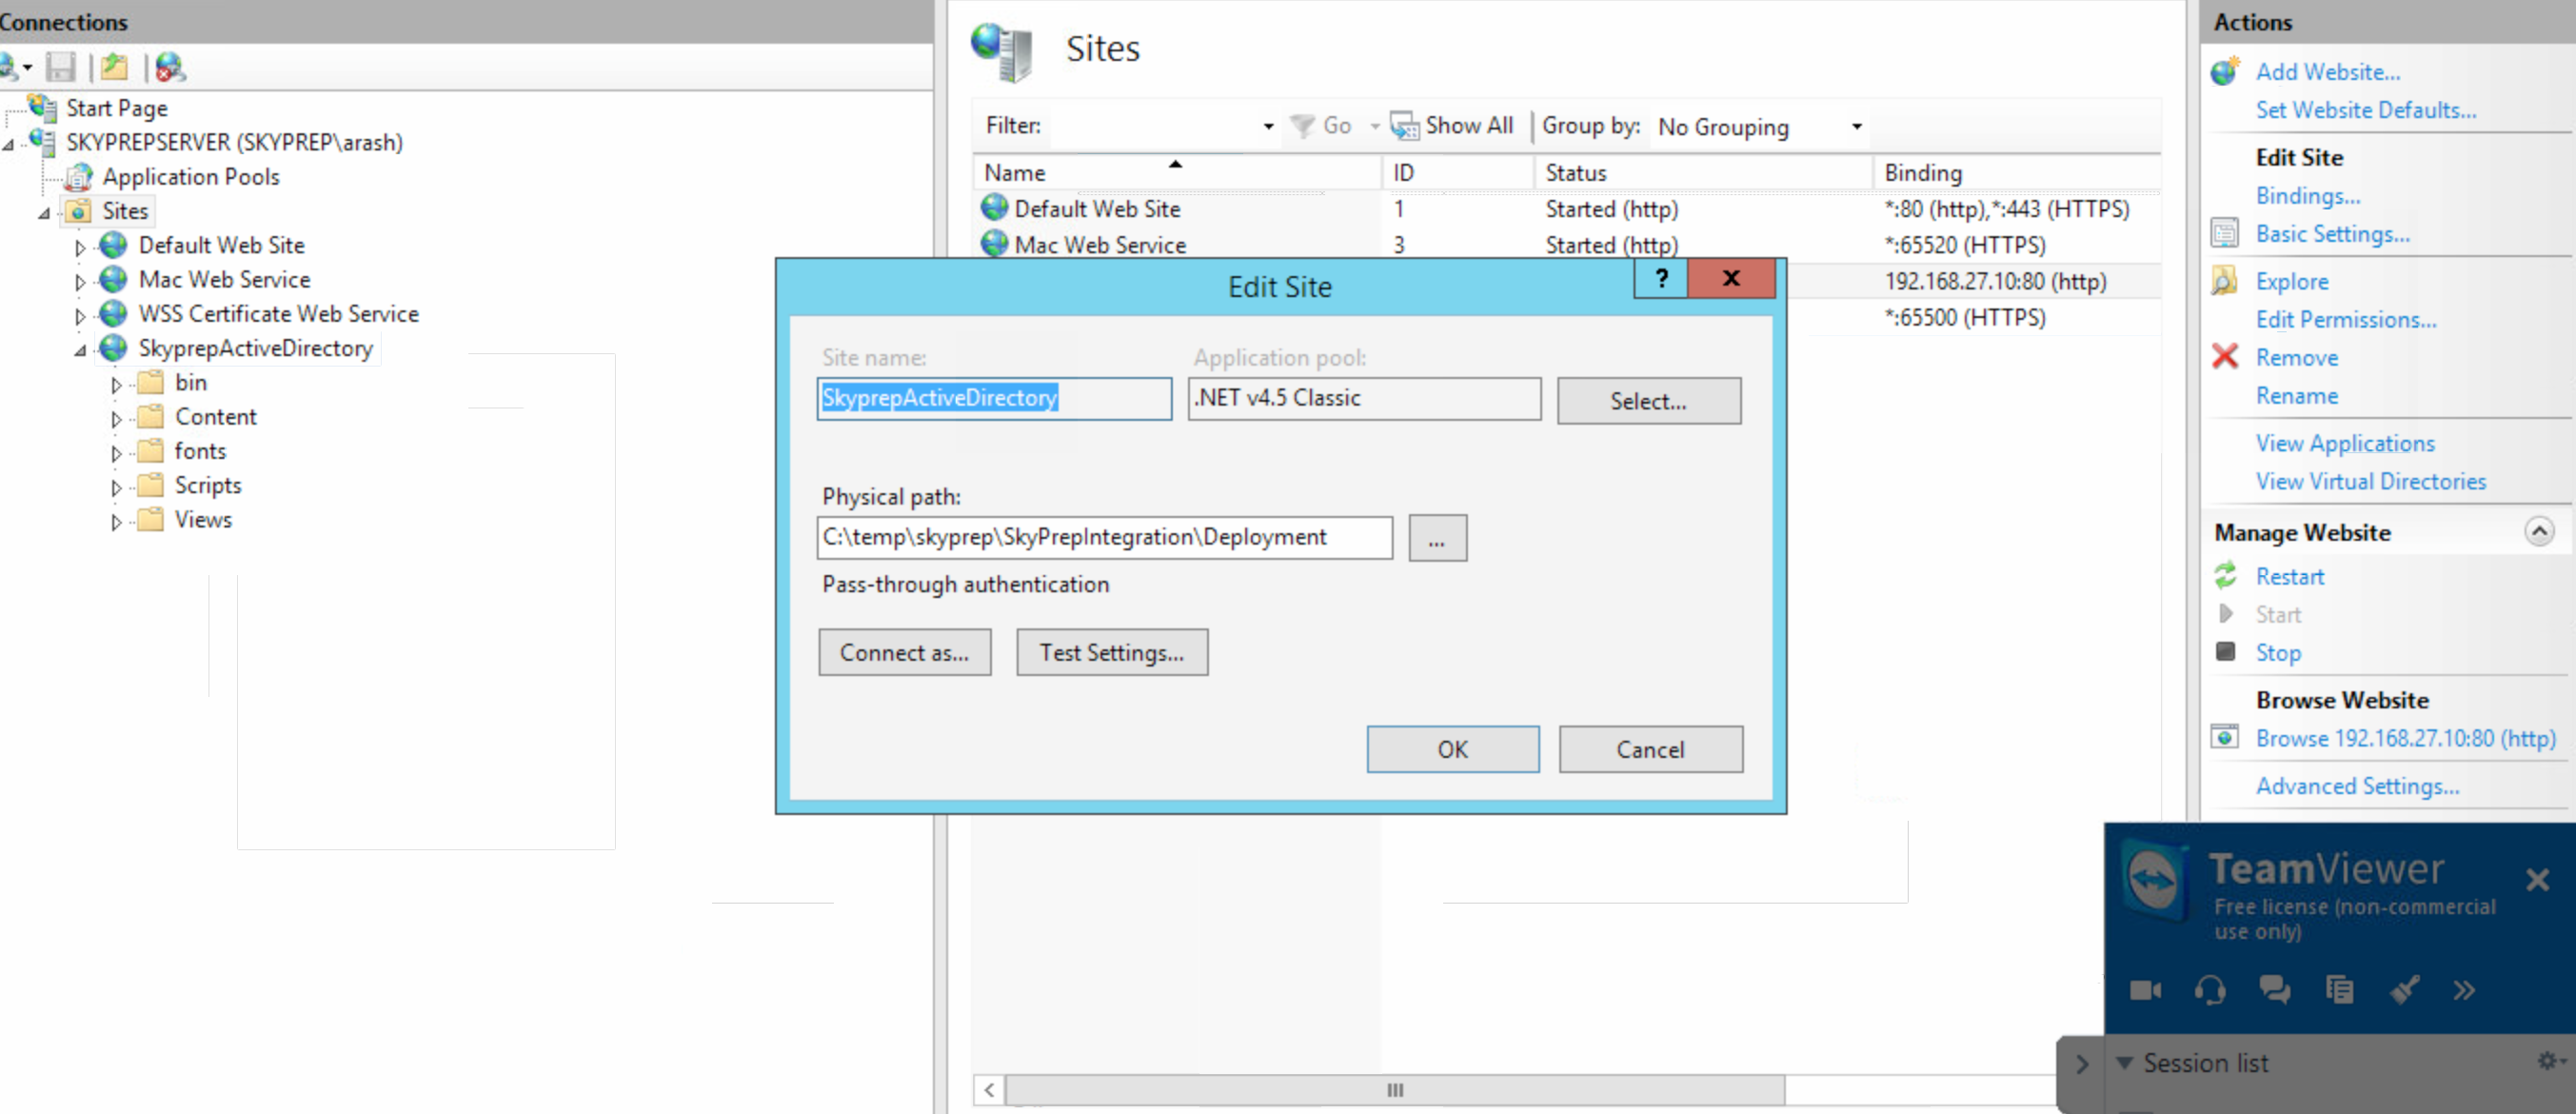 Connections
Start Page
SKYPREPSERVER (SKYPREP\arash)
Application Pools
Sites
Default Web Site
Mac Web Service
WSS Certificate Web Service
SkyprepActiveDirectory
bin
Content
fonts
Scripts
Views
Sites
Filter:
Go
Show All
Group by:
No Grouping
Name
ID
Status
Binding
Default Web Site
1
Started (http)
*:80 (http),*:443 (HTTPS)
Mac Web Service
3
Started (http)
*:65520 (HTTPS)
192.168.27.10:80 (http)
*:65500 (HTTPS)
Edit Site
?
x
Site name:
Application pool:
SkyprepActiveDirectory
.NET v4.5 Classic
Select...
Physical path:
C:\temp\skyprep\SkyPrepIntegration\Deployment
...
Pass-through authentication
Connect as...
Test Settings...
OK
Cancel
Actions
Add Website...
Set Website Defaults...
Edit Site
Bindings...
Basic Settings...
Explore
Edit Permissions...
Remove
Rename
View Applications
View Virtual Directories
Manage Website
Restart
Start
Stop
Browse Website
Browse 192.168.27.10:80 (http)
Advanced Settings...
TeamViewer
Free license (non-commercial
use only)
Session list